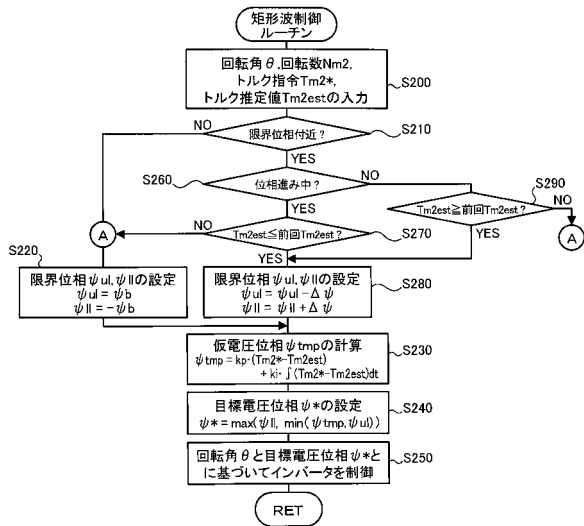 矩形波制御
ルーチン
回転角θ,回転数Nm2,
トルク指令Tm2*,
トルク推定値Tm2estの入力
S200
NO
限界位相付近?
S210
YES
S260
位相進み中?
NO
YES
S290
Tm2est≧前回Tm2est?
NO
YES
A
A
NO
Tm2est≦前回Tm2est?
S270
YES
S220
限界位相ψul,ψllの設定
ψul=ψb
ψll=-ψb
限界位相ψul,ψllの設定
ψul=ψul-Δψ
ψll=ψll+Δψ
S280
仮電圧位相ψtmpの計算
ψtmp=kp・(Tm2*-Tm2est)
+ki・∫(Tm2*-Tm2est)dt
S230
目標電圧位相ψ*の設定
ψ*=max(ψll, min(ψtmp,ψul))
S240
回転角θと目標電圧位相ψ*と
に基づいてインバータを制御
S250
RET